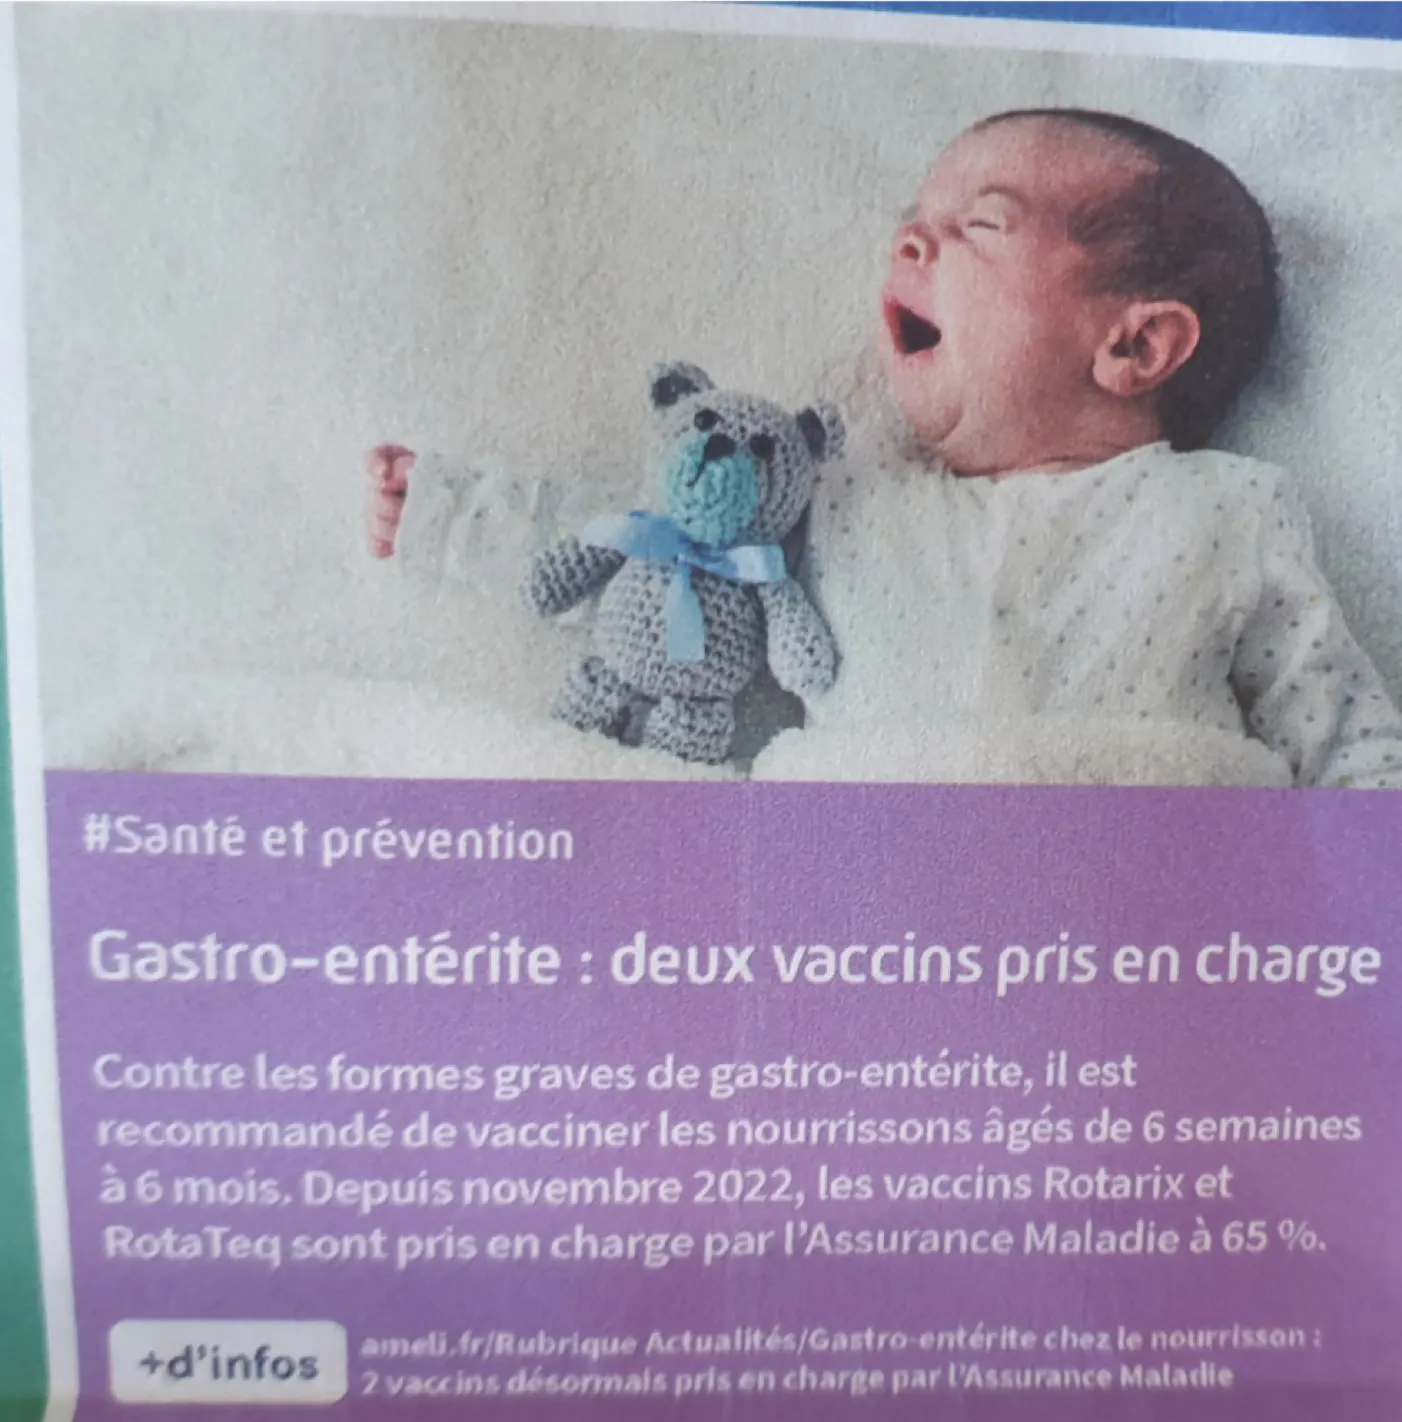 #Santé et prévention
Gastro-entérite : deux vaccins pris en charge
Contre les formes graves de gastro-entérite, il est
recommandé de vacciner les nourrissons âgés de 6 semaines
à 6 mois. Depuis novembre 2022, les vaccins Rotarix et
RotaTeq sont pris en charge par l'Assurance Maladie à 65 %.
+d'infos
ameli.fr/Rubrique Actualités/Gastro-entérite chez le nourrisson :
2 vaccins désormais pris en charge par l'Assurance Maladie